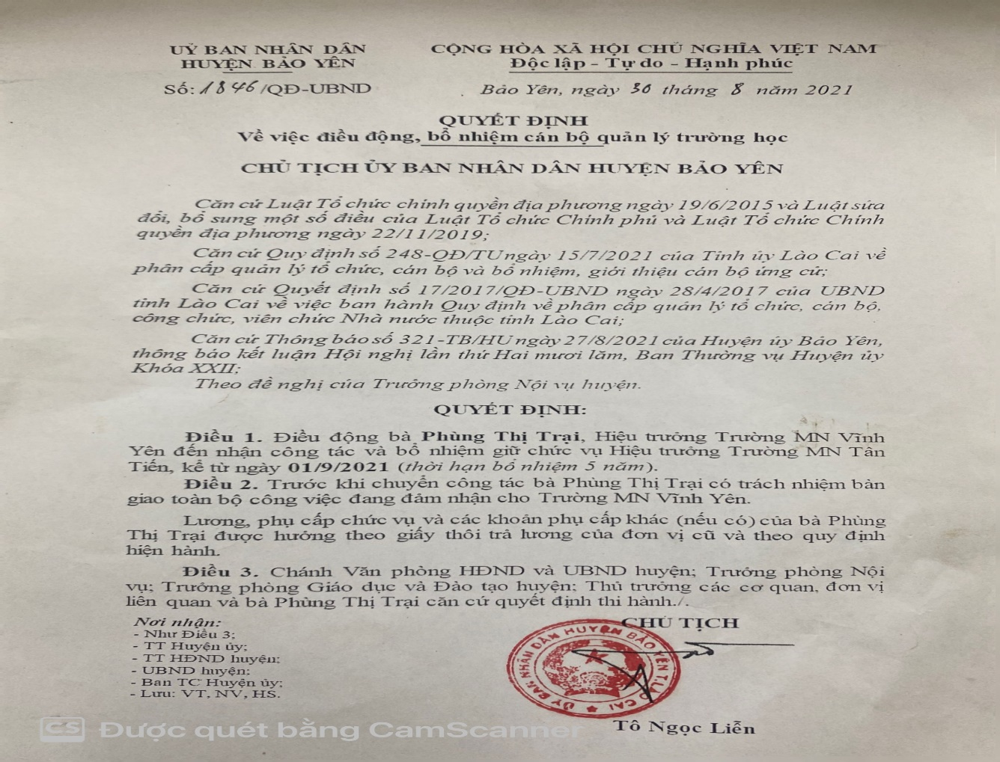 UỶ BAN NHÂN DÂN
HUYỆN BẢO YÊN
Số: 1846/QĐ-UBND
CỘNG HÒA XÃ HỘI CHỦ NGHĨA VIỆT NAM
Độc lập - Tự do - Hạnh phúc
Bảo Yên, ngày 30 tháng 8 năm 2021
QUYẾT ĐỊNH
Về việc điều động, bổ nhiệm cán bộ quản lý trường học
CHỦ TỊCH ỦY BAN NHÂN DÂN HUYỆN BẢO YÊN
Căn cứ Luật Tổ chức chính quyền địa phương ngày 19/6/2015 và Luật sửa
đổi, bổ sung một số điều của Luật Tổ chức Chính phủ và Luật Tổ chức Chính
quyền địa phương ngày 22/11/2019;
Căn cứ Quy định số 248-QĐ/TU ngày 15/7/2021 của Tỉnh ủy Lào Cai về
phân cấp quản lý tổ chức, cán bộ và bổ nhiệm, giới thiệu cán bộ ứng cử;
Căn cứ Quyết định số 17/2017/QĐ-UBND ngày 28/4/2017 của UBND
tỉnh Lào Cai về việc ban hành Quy định về phân cấp quản lý tổ chức, cán bộ,
công chức, viên chức Nhà nước thuộc tỉnh Lào Cai;
Căn cứ Thông báo số 321-TB/HU ngày 27/8/2021 của Huyện ủy Bảo Yên,
thông báo kết luận Hội nghị lần thứ Hai mươi lăm, Ban Thường vụ Huyện ủy
Khóa XXII;
Theo đề nghị của Trưởng phòng Nội vụ huyện.
QUYẾT ĐỊNH:
Điều 1. Điều động bà Phùng Thị Trại, Hiệu trưởng Trường MN Vĩnh
Yên đến nhận công tác và bổ nhiệm giữ chức vụ Hiệu trưởng Trường MN Tân
Tiến, kể từ ngày 01/9/2021 (thời hạn bổ nhiệm 5 năm).
Điều 2. Trước khi chuyển công tác bà Phùng Thị Trại có trách nhiệm bàn
giao toàn bộ công việc đang đảm nhận cho Trường MN Vĩnh Yên.
Lương, phụ cấp chức vụ và các khoản phụ cấp khác (nếu có) của bà Phùng
Thị Trại được hưởng theo giấy thôi trả lương của đơn vị cũ và theo quy định
hiện hành.
Điều 3. Chánh Văn phòng HĐND và UBND huyện; Trưởng phòng Nội
vụ; Trưởng phòng Giáo dục và Đào tạo huyện; Thủ trưởng các cơ quan, đơn vị
liên quan và bà Phùng Thị Trại căn cứ quyết định thi hành./.
Nơi nhận:
- Như Điều 3;
- TT Huyện ủy;
- TT HĐND huyện;
- UBND huyện;
- Ban TC Huyện ủy;
- Lưu: VT, NV, HS.
CHỦ TỊCH
ỦY BAN NHÂN DÂN HUYỆN BẢO YÊN T.LÀO CAI
Tô Ngọc Liễn
CS Được quét bằng CamScanner